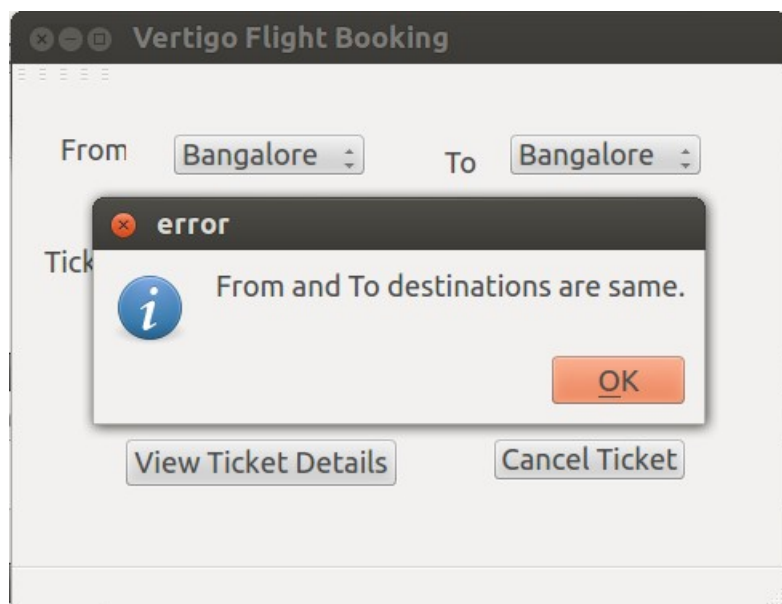 Vertigo Flight Booking
From Bangalore To Bangalore
error
Tick
From and To destinations are same.
OK
View Ticket Details Cancel Ticket